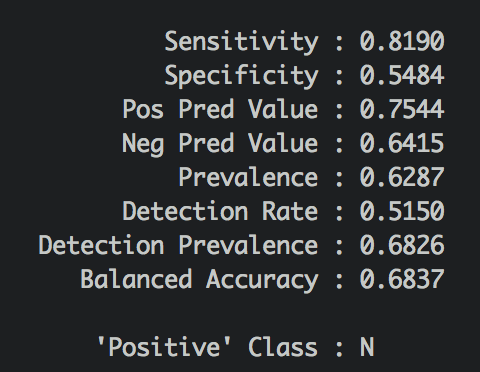 Sensitivity : 0.8190
Specificity : 0.5484
Pos Pred Value : 0.7544
Neg Pred Value : 0.6415
Prevalence : 0.6287
Detection Rate : 0.5150
Detection Prevalence : 0.6826
Balanced Accuracy : 0.6837
'Positive' Class : N